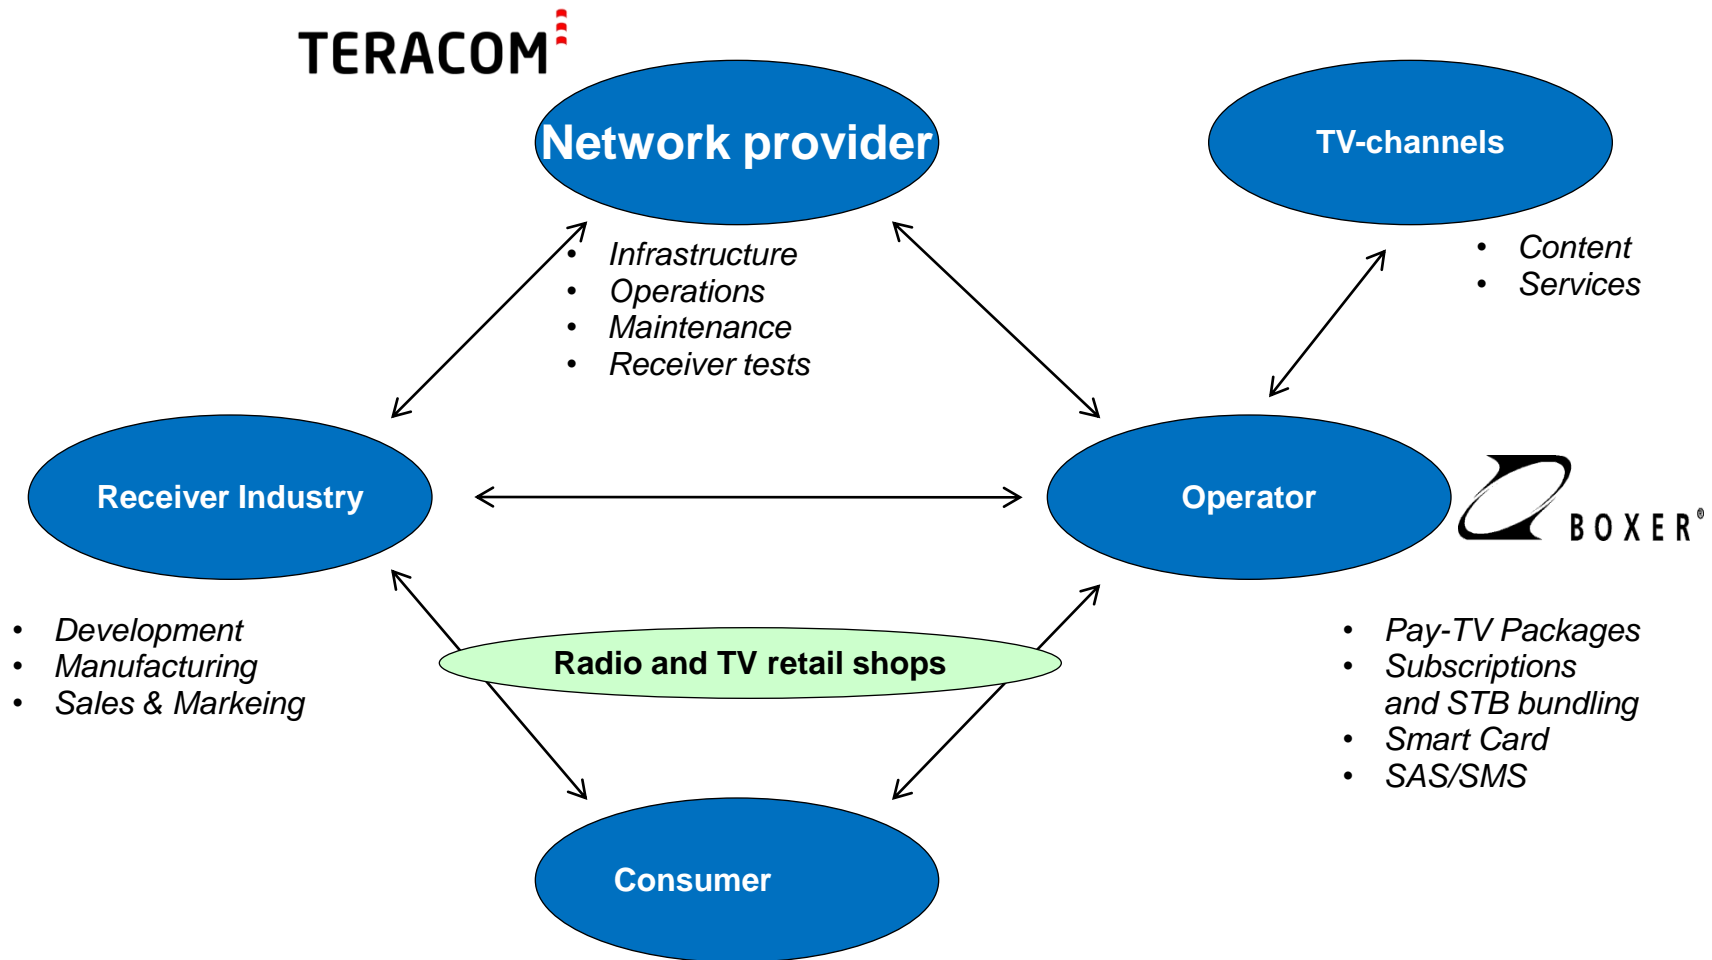 TERACOM
Network provider
TV-channels
• Infrastructure
• Operations
• Maintenance
• Receiver tests
• Content
• Services
Receiver Industry
Operator
BOXER®
• Development
• Manufacturing
• Sales & Markeing
Radio and TV retail shops
• Pay-TV Packages
• Subscriptions
and STB bundling
• Smart Card
• SAS/SMS
Consumer